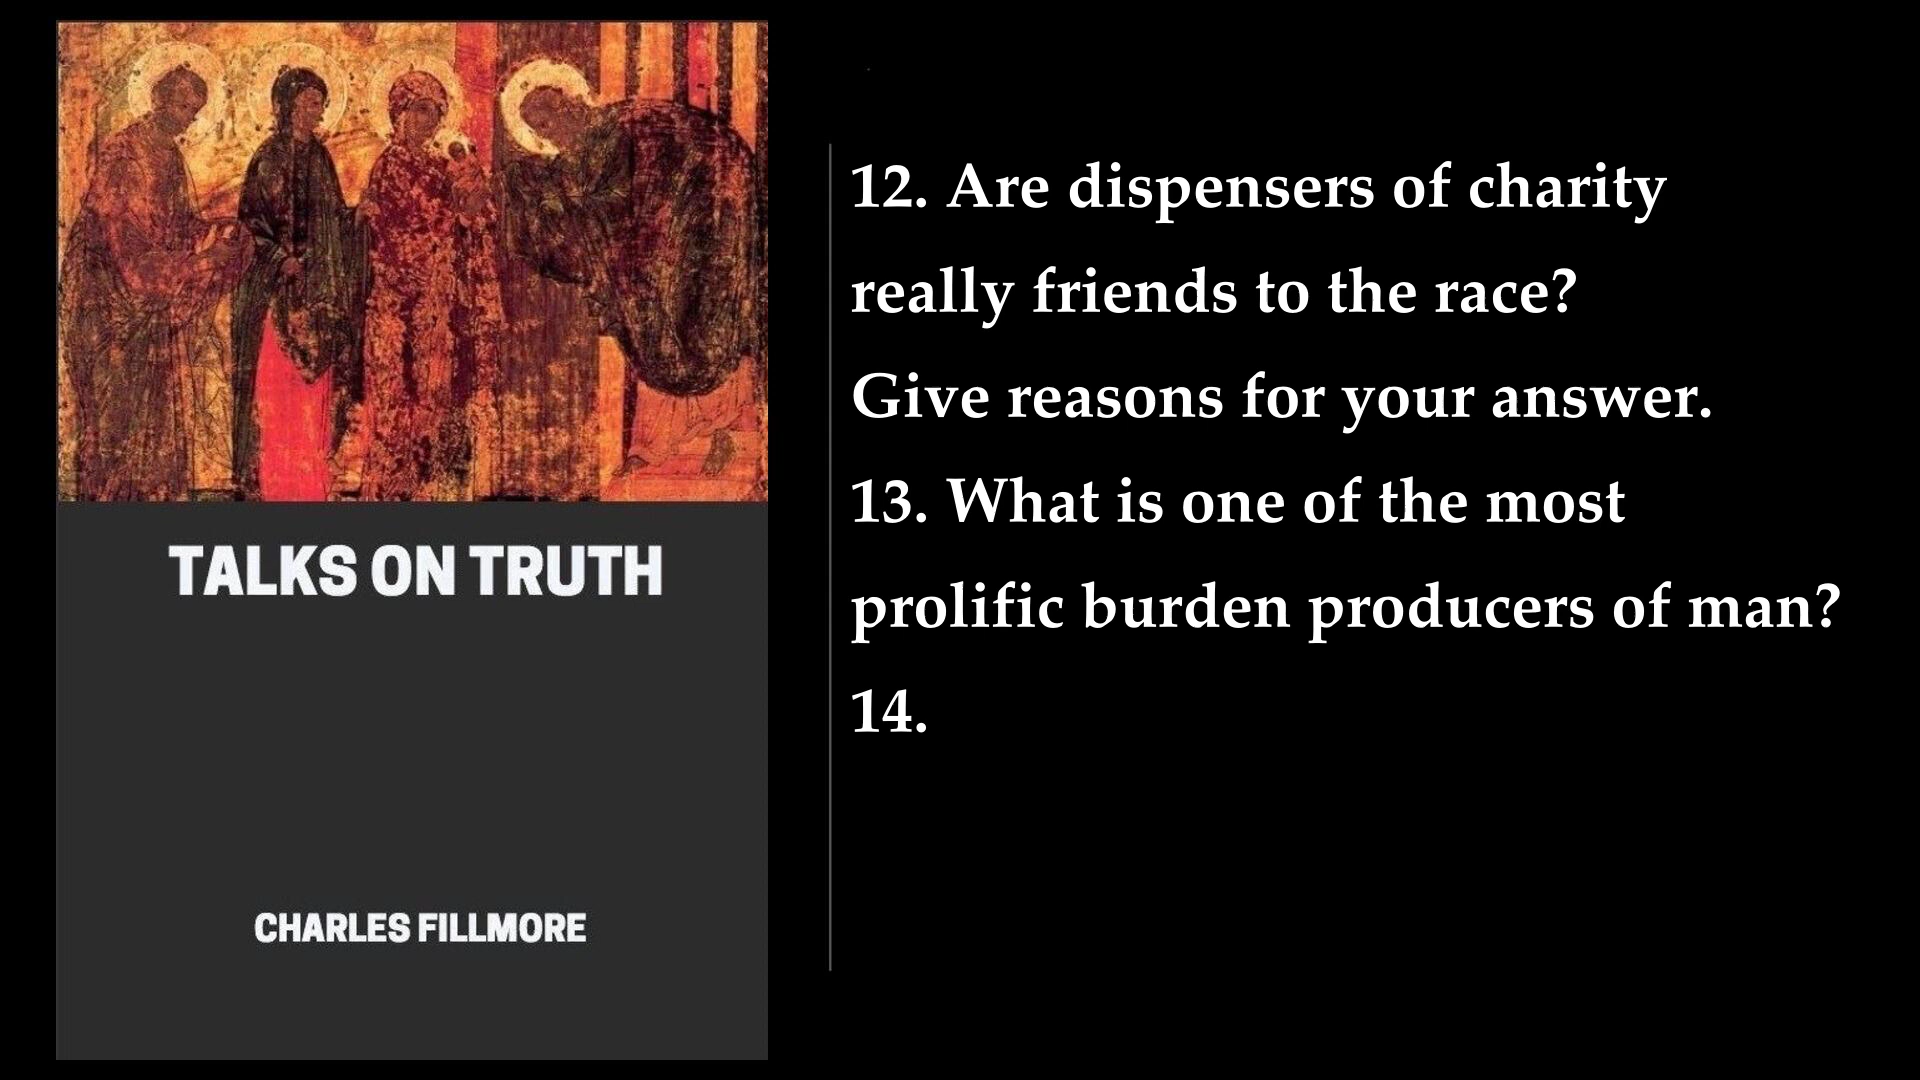 TALKS ON TRUTH
CHARLES FILLMORE
12. Are dispensers of charity
really friends to the race?
Give reasons for your answer.
13. What is one of the most
prolific burden producers of man?
14.